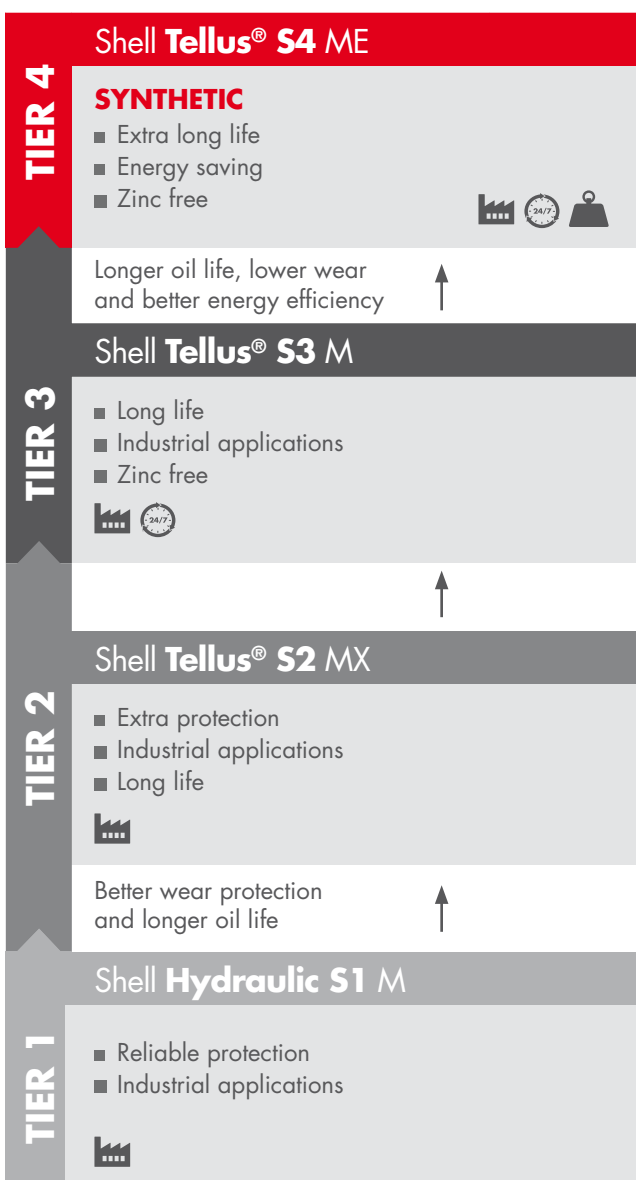 TIER 4
Shell Tellus® S4 ME
SYNTHETIC
Extra long life
Energy saving
Zinc free
24/7
Longer oil life, lower wear
and better energy efficiency
TIER 3
Shell Tellus® S3 M
Long life
Industrial applications
Zinc free
24/7
TIER 2
Shell Tellus® S2 MX
Extra protection
Industrial applications
Long life
Better wear protection
and longer oil life
TIER 1
Shell Hydraulic S1 M
Reliable protection
Industrial applications